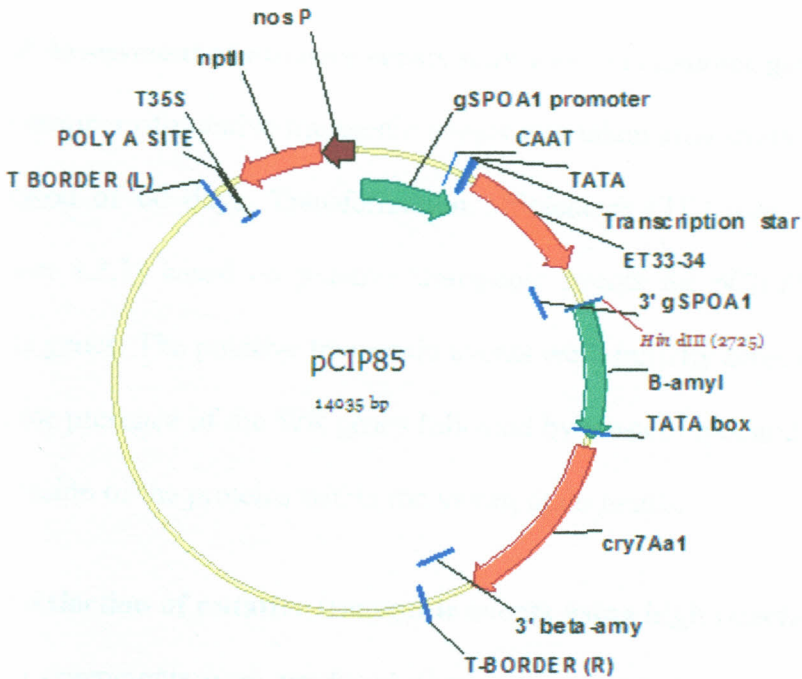 nos P
nptII
gSPOA1 promoter
T35S
CAAT
POLY A SITE
TATA
T BORDER (L)
Transcription star
ET33-34
3' gSPOA1
Hin dIII (2725)
pCIP85
14035 bp
B-amyl
TATA box
cry7Aa1
3' beta-amy
T-BORDER (R)